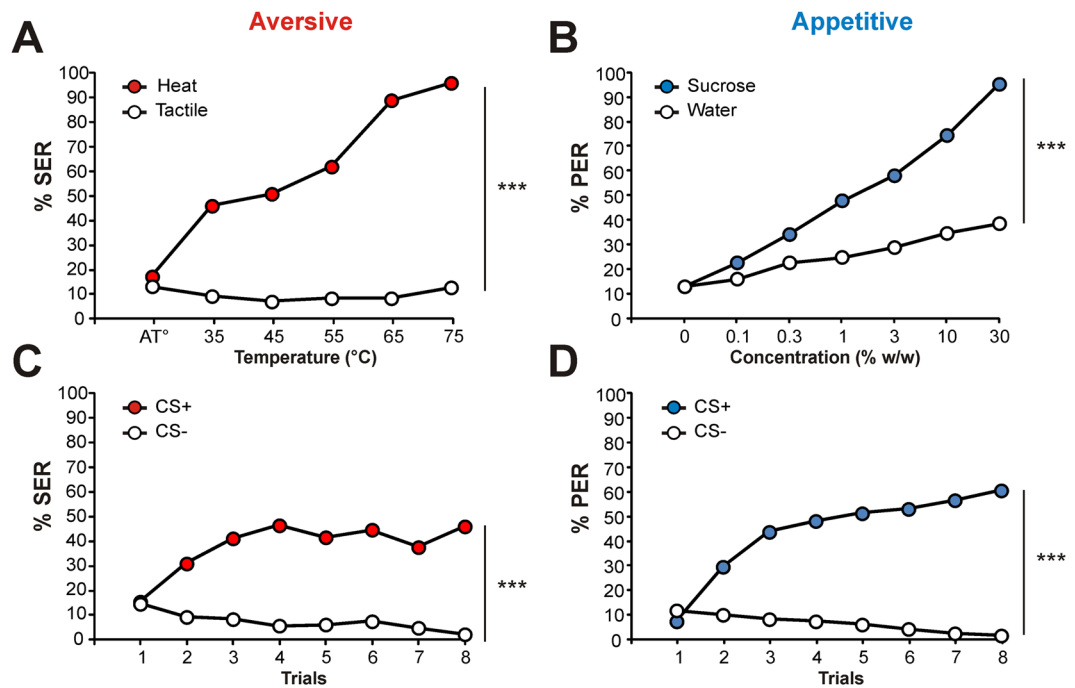 Aversive
Appetitive
A
100
90
80
70
60
50
40
30
20
10
0
% SER
Heat
Tactile
***
AT° 35 45 55 65 75
Temperature (°C)
B
100
90
80
70
60
50
40
30
20
10
0
% PER
Sucrose
Water
***
0 0.1 0.3 1 3 10 30
Concentration (% w/w)
C
100
90
80
70
60
50
40
30
20
10
0
% SER
CS+
CS-
***
1 2 3 4 5 6 7 8
Trials
D
100
90
80
70
60
50
40
30
20
10
0
% PER
CS+
CS-
***
1 2 3 4 5 6 7 8
Trials